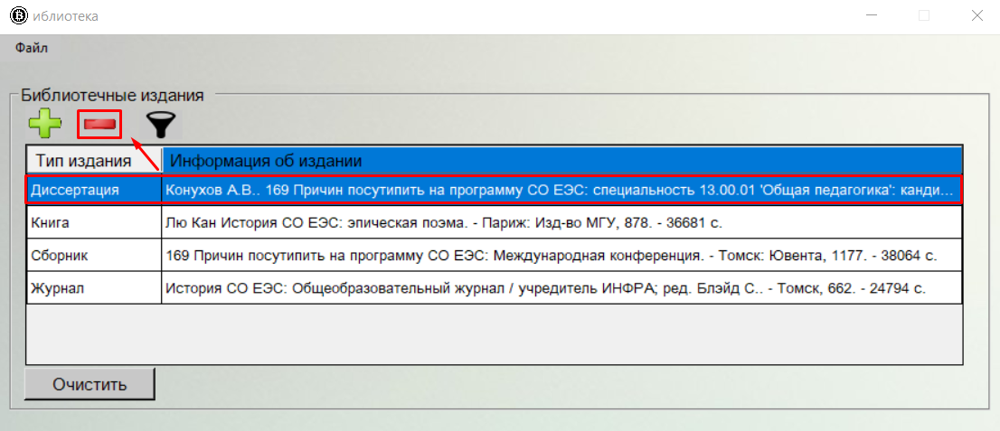 иблиотека
Файл
Библиотечные издания
Тип издания Информация об издании
Диссертация Конухов А.В.. 169 Причин посутипить на программу СО ЕЭС: специальность 13.00.01 'Общая педагогика': канди...
Книга Лю Кан История СО ЕЭС: эпическая поэма. - Париж: Изд-во МГУ, 878. - 36681 с.
Сборник 169 Причин посутипить на программу СО ЕЭС: Международная конференция. - Томск: Ювента, 1177. - 38064 с.
Журнал История СО ЕЭС: Общеобразовательный журнал / учредитель ИНФРА; ред. Блэйд С.. - Томск, 662. - 24794 с.
Очистить